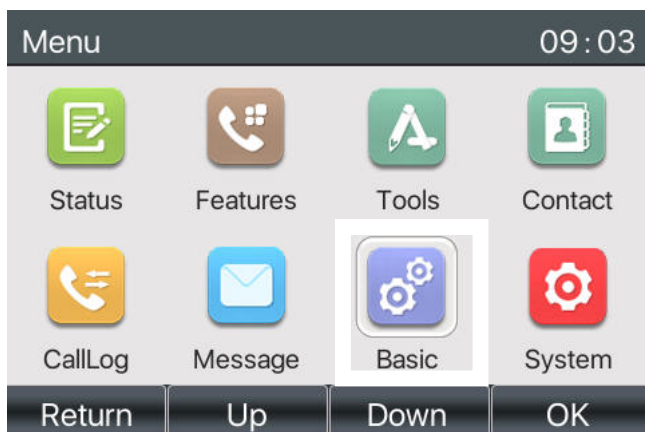 Menu 09:03
Status Features Tools Contact
CallLog Message Basic System
Return Up Down OK